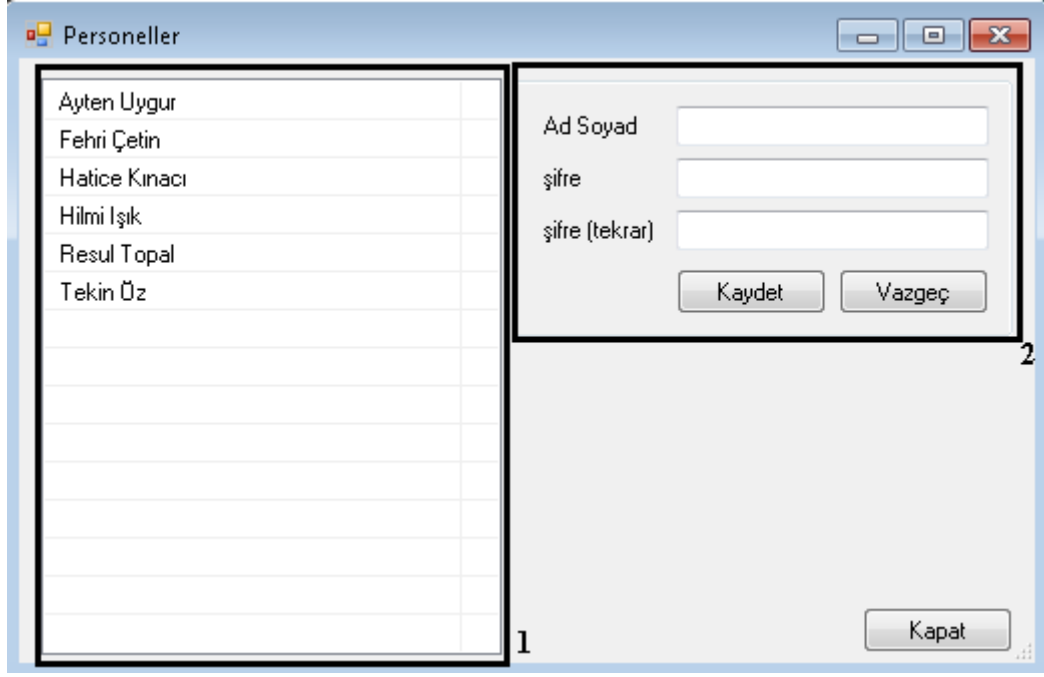 Personeller
Ayten Uygur
Fehri Çetin
Hatice Kınacı
Hilmi Işık
Resul Topal
Tekin Üz
1
Ad Soyad
şifre
şifre (tekrar)
Kaydet Vazgeç
2
Kapat